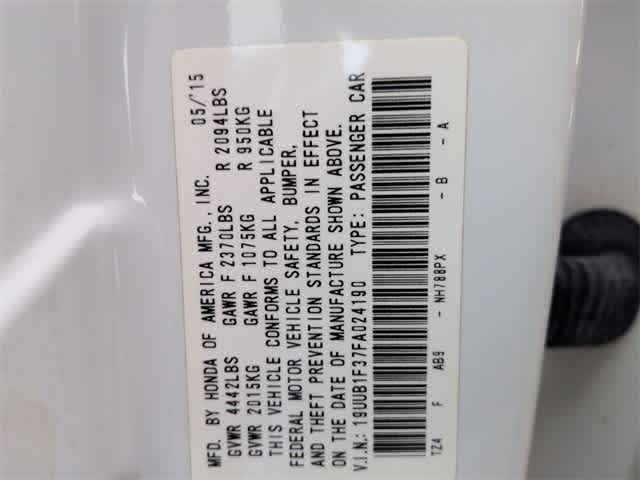 MFD. BY HONDA OF AMERICA MFG., INC. 05/'15
GVWR 4442LBS GAWR F 2370LBS R 2094LBS
GVWR 2015KG GAWR F 1075KG R 950KG
THIS VEHICLE CONFORMS TO ALL APPLICABLE
FEDERAL MOTOR VEHICLE SAFETY, BUMPER,
AND THEFT PREVENTION STANDARDS IN EFFECT
ON THE DATE OF MANUFACTURE SHOWN ABOVE.
V.I.N.: 19UUB1F37FA024190 TYPE: PASSENGER CAR
TZ4 F AB9 - NH788PX - B - A